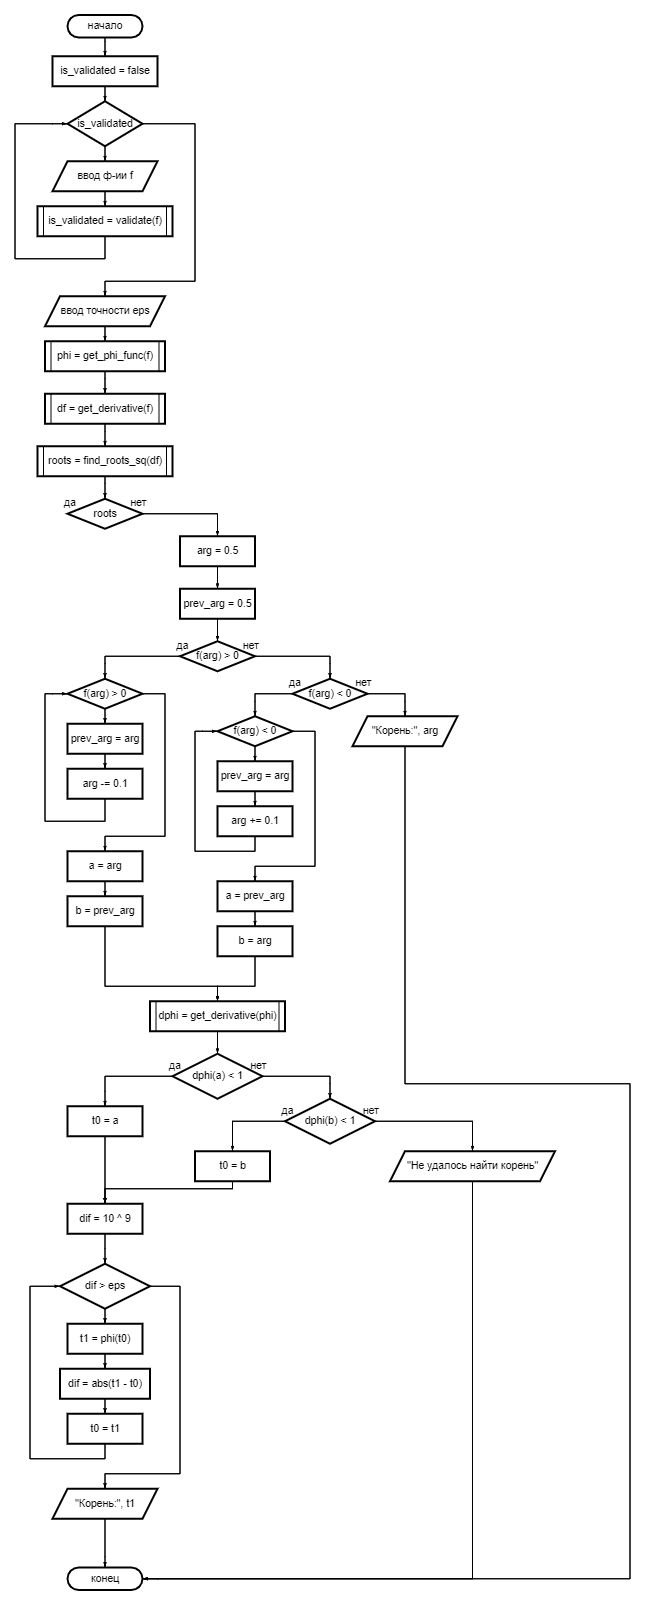 начало
is_validated = false
is_validated
ввод ф-ии f
is_validated = validate(f)
ввод точности eps
phi = get_phi_func(f)
df = get_derivative(f)
roots = find_roots_sq(df)
да
нет
roots
arg = 0.5
prev_arg = 0.5
да
нет
f(arg) > 0
да
нет
f(arg) > 0
f(arg) < 0
prev_arg = arg
f(arg) < 0
"Корень:", arg
arg -= 0.1
prev_arg = arg
arg += 0.1
a = arg
a = prev_arg
b = prev_arg
b = arg
dphi = get_derivative(phi)
да
нет
dphi(a) < 1
да
нет
t0 = a
dphi(b) < 1
t0 = b
"Не удалось найти корень"
dif = 10 ^ 9
dif > eps
t1 = phi(t0)
dif = abs(t1 - t0)
t0 = t1
"Корень:", t1
конец